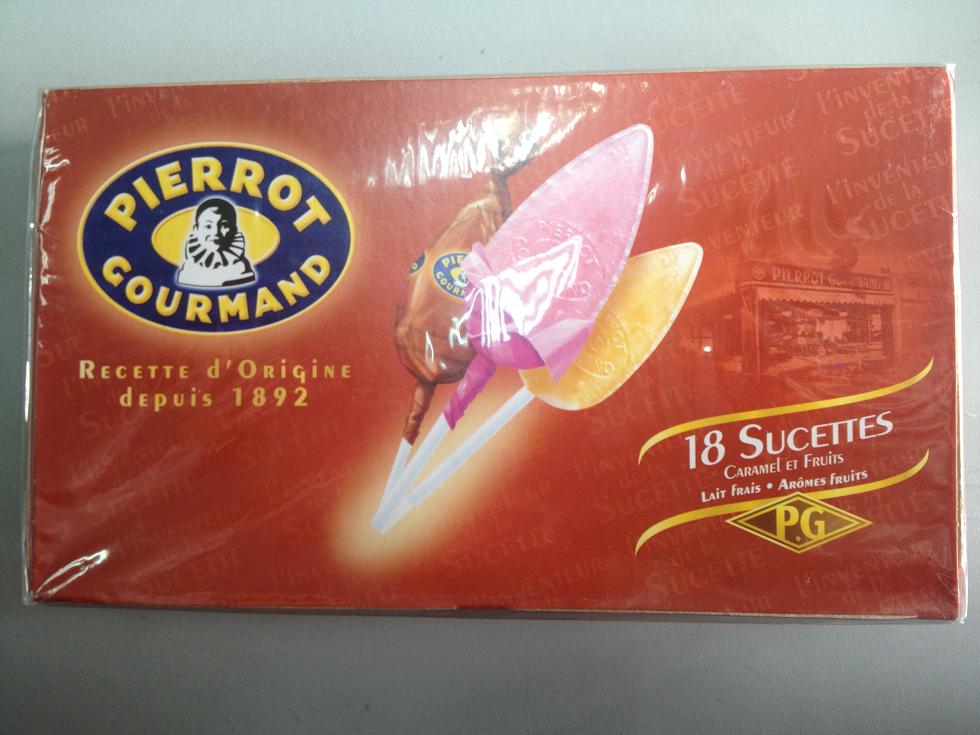 PIERROT
GOURMAND
Recette d'Origine
depuis 1892
PIERROT GOURMAND
18 SUCETTES
CARAMEL ET FRUITS
LAIT FRAIS • ARÔMES FRUITS
P.G
L'INVENTEUR
de la
SUCETTE